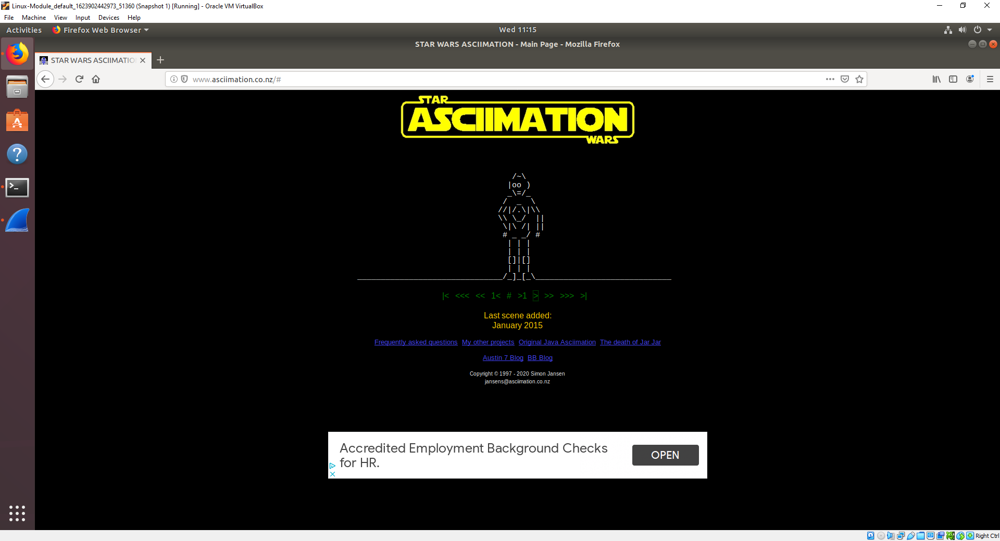 Linux-Module_default_1623902442973_51360 (Snapshot 1) [Running] - Oracle VM VirtualBox
File Machine View Input Devices Help
Activities Firefox Web Browser Wed 11:15
STAR WARS ASCIIMATION - Main Page - Mozilla Firefox
STAR WARS ASCIIMATIO
www.asciimation.co.nz/#
STAR
ASCIIMATION
WARS
/~\
|oo )
_\=/_
/ _ \
//|/.\|\\
\\ \_/ ||
\|\ /| ||
# _ _/ #
| | |
| | |
[]|[]
| | |
_______________________________/_]_[_\_____________________________
|< <<< << 1< # >1 > >> >>> >|
Last scene added:
January 2015
Frequently asked questions My other projects Original Java Asciimation The death of Jar Jar
Austin 7 Blog BB Blog
Copyright © 1997 - 2020 Simon Jansen
jansens@asciimation.co.nz
Accredited Employment Background Checks
for HR.
OPEN
Right Ctrl